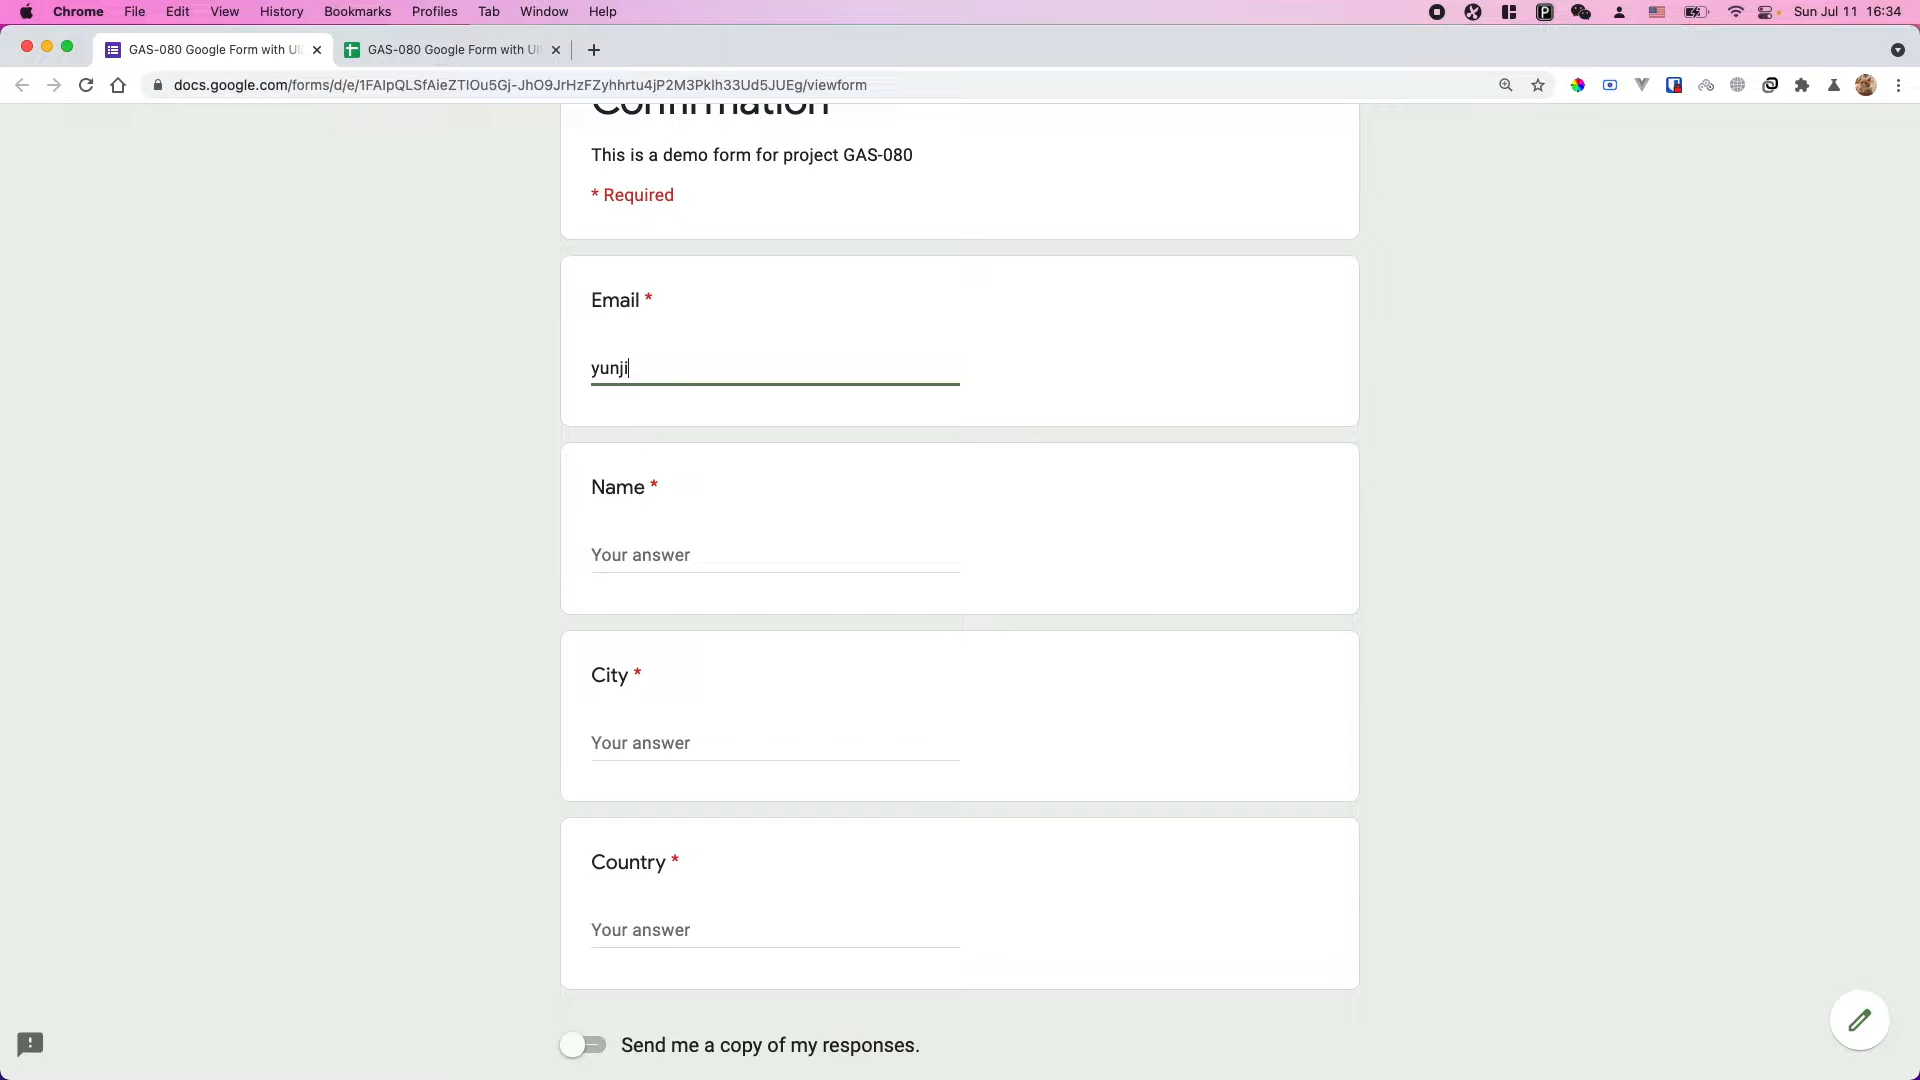 Chrome File Edit View History Bookmarks Profiles Tab Window Help
Sun Jul 11 16:34
GAS-080 Google Form with UI
GAS-080 Google Form with UI
docs.google.com/forms/d/e/1FAIpQLSfAieZTIOu5Gj-JhO9JrHzFZyhhrtu4jP2M3PkIh33Ud5JUEg/viewform
Confirmation
This is a demo form for project GAS-080
* Required
Email *
yunji
Name *
Your answer
City *
Your answer
Country *
Your answer
Send me a copy of my responses.